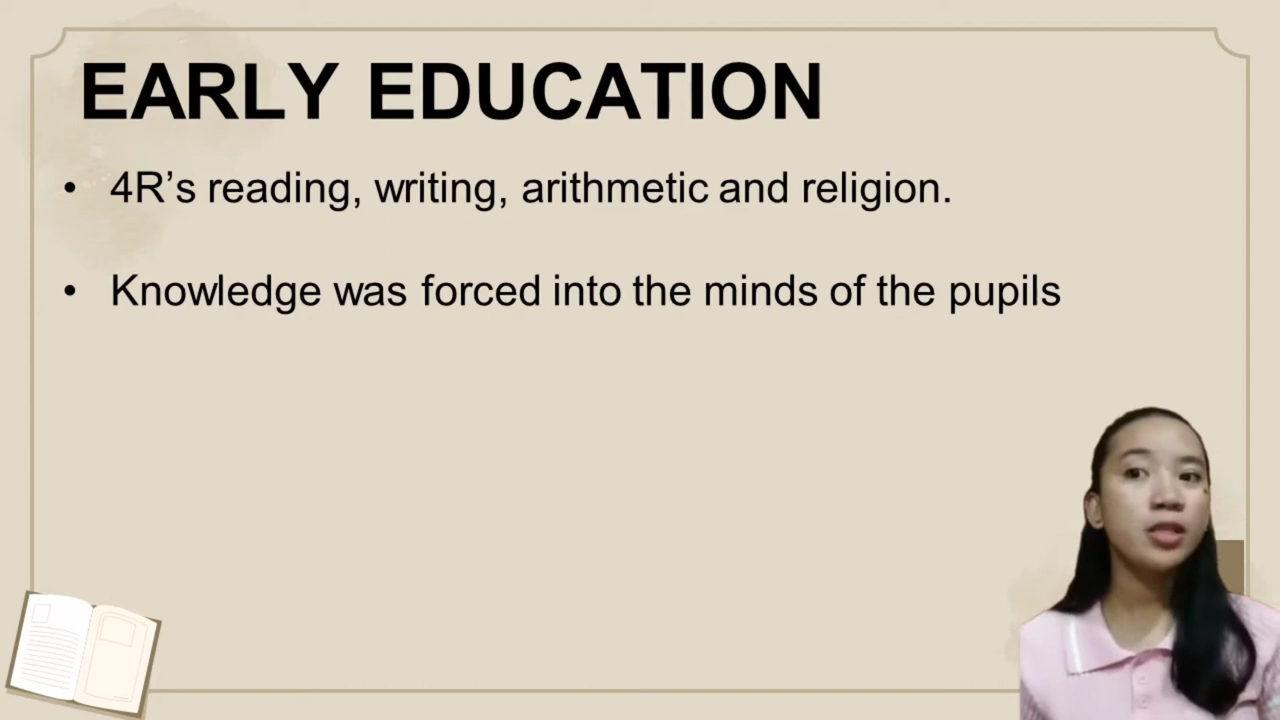 EARLY EDUCATION
• 4R’s reading, writing, arithmetic and religion.
• Knowledge was forced into the minds of the pupils